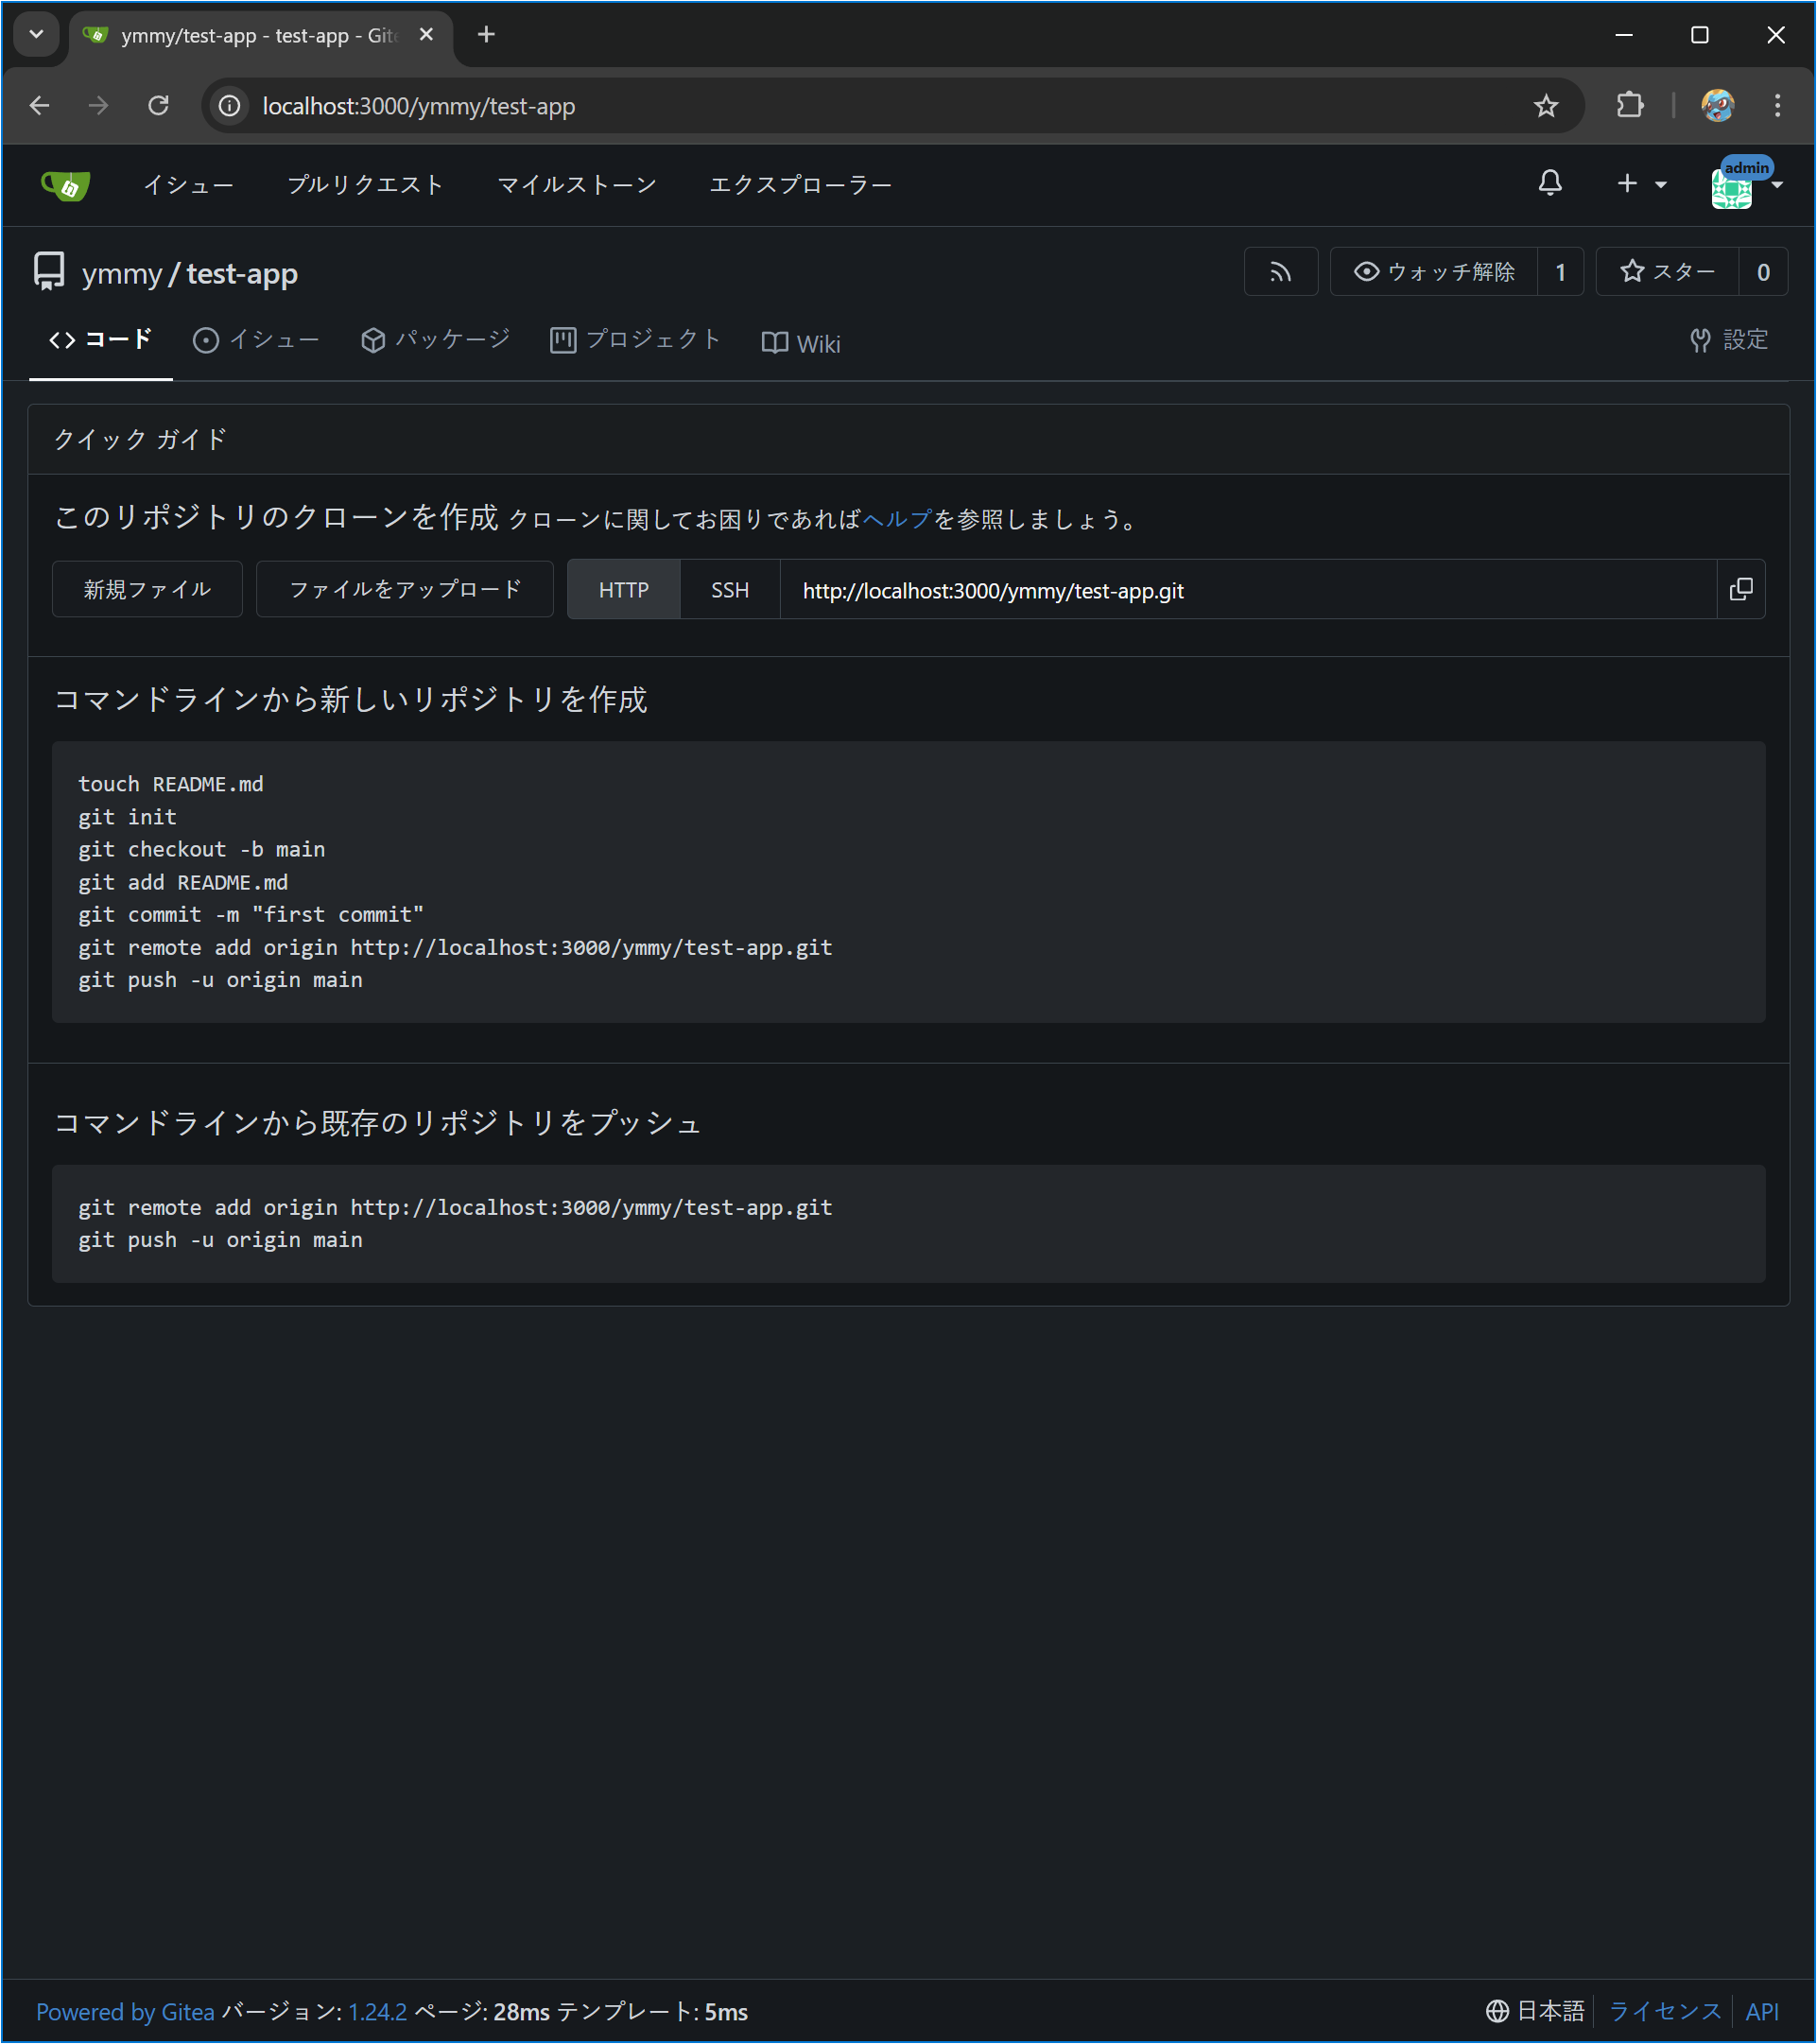 ymmy/test-app - test-app - Git
localhost:3000/ymmy/test-app
イシュー プルリクエスト マイルストーン エクスプローラー admin
ymmy / test-app ウォッチ解除 1 スター 0
コード イシュー パッケージ プロジェクト Wiki 設定
クイック ガイド
このリポジトリのクローンを作成 クローンに関してお困りであればヘルプを参照しましょう。
新規ファイル ファイルをアップロード HTTP SSH http://localhost:3000/ymmy/test-app.git
コマンドラインから新しいリポジトリを作成
touch README.md
git init
git checkout -b main
git add README.md
git commit -m "first commit"
git remote add origin http://localhost:3000/ymmy/test-app.git
git push -u origin main
コマンドラインから既存のリポジトリをプッシュ
git remote add origin http://localhost:3000/ymmy/test-app.git
git push -u origin main
Powered by Gitea バージョン: 1.24.2 ページ: 28ms テンプレート: 5ms 日本語 ライセンス API